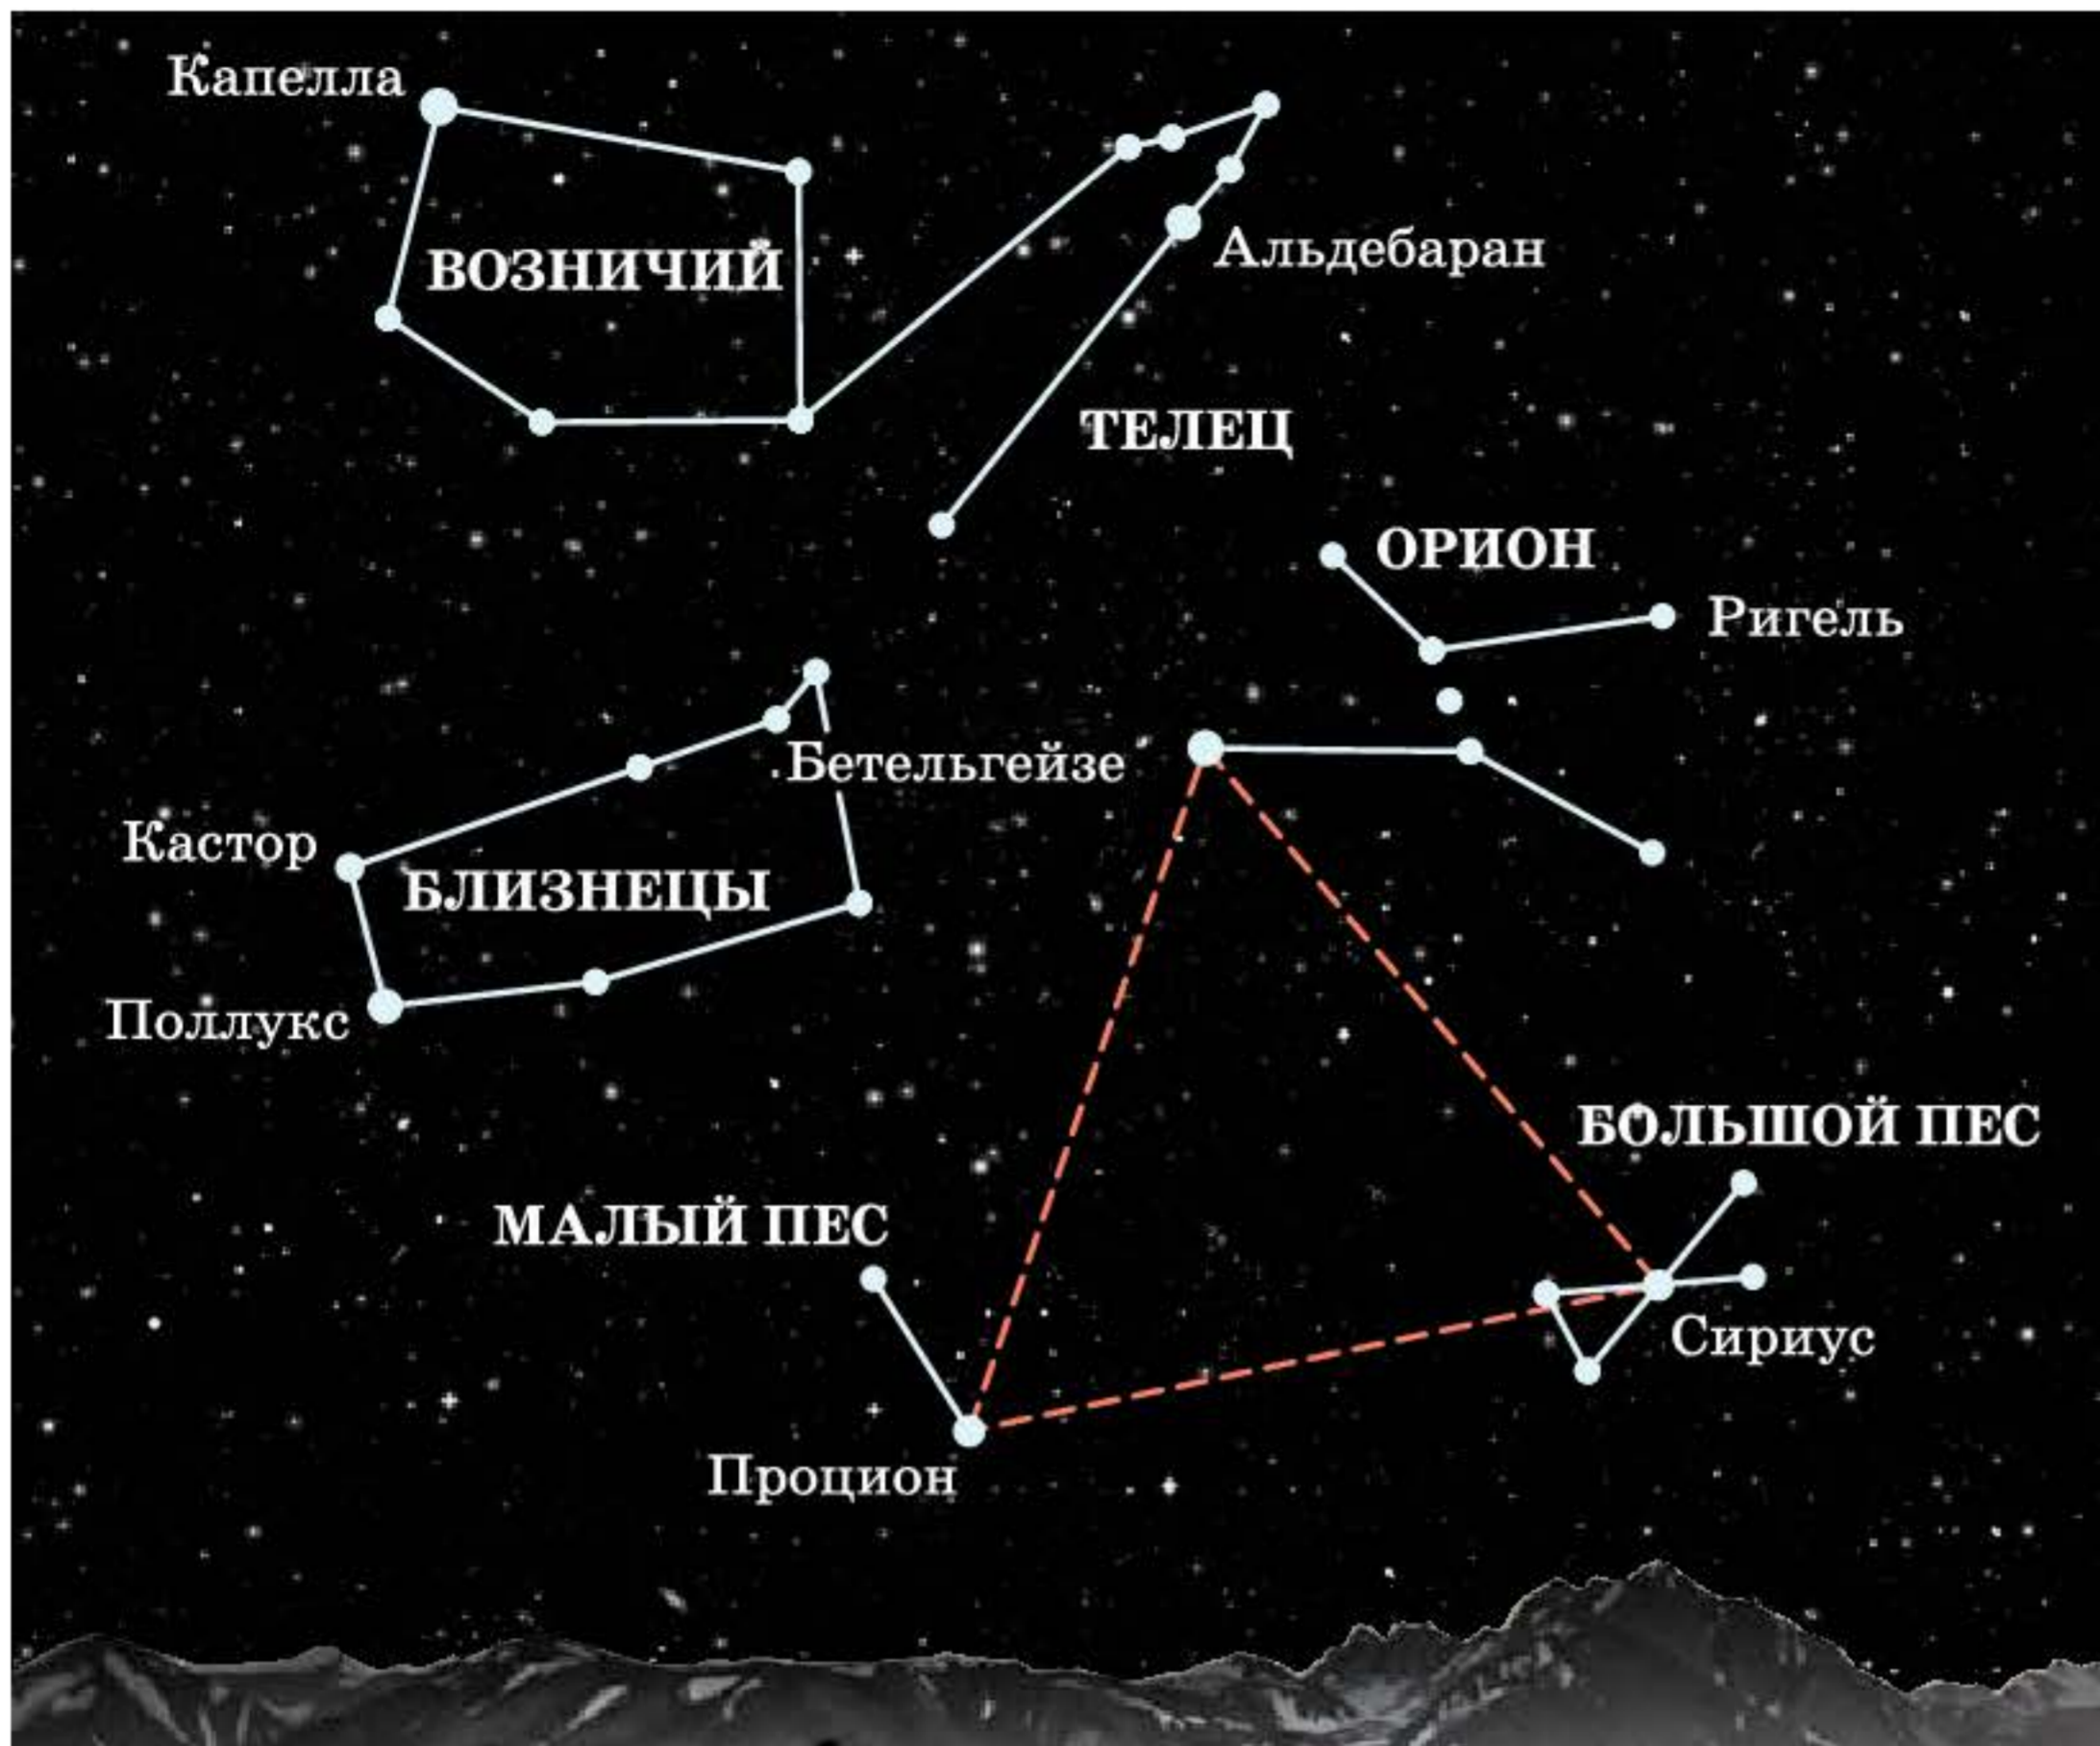 Капелла
ВОЗНИЧИЙ
Альдебаран
ТЕЛЕЦ
ОРИОН
Ригель
Бетельгейзе
Кастор
БЛИЗНЕЦЫ
Поллукс
БОЛЬШОЙ ПЕС
МАЛЫЙ ПЕС
Сириус
Процион